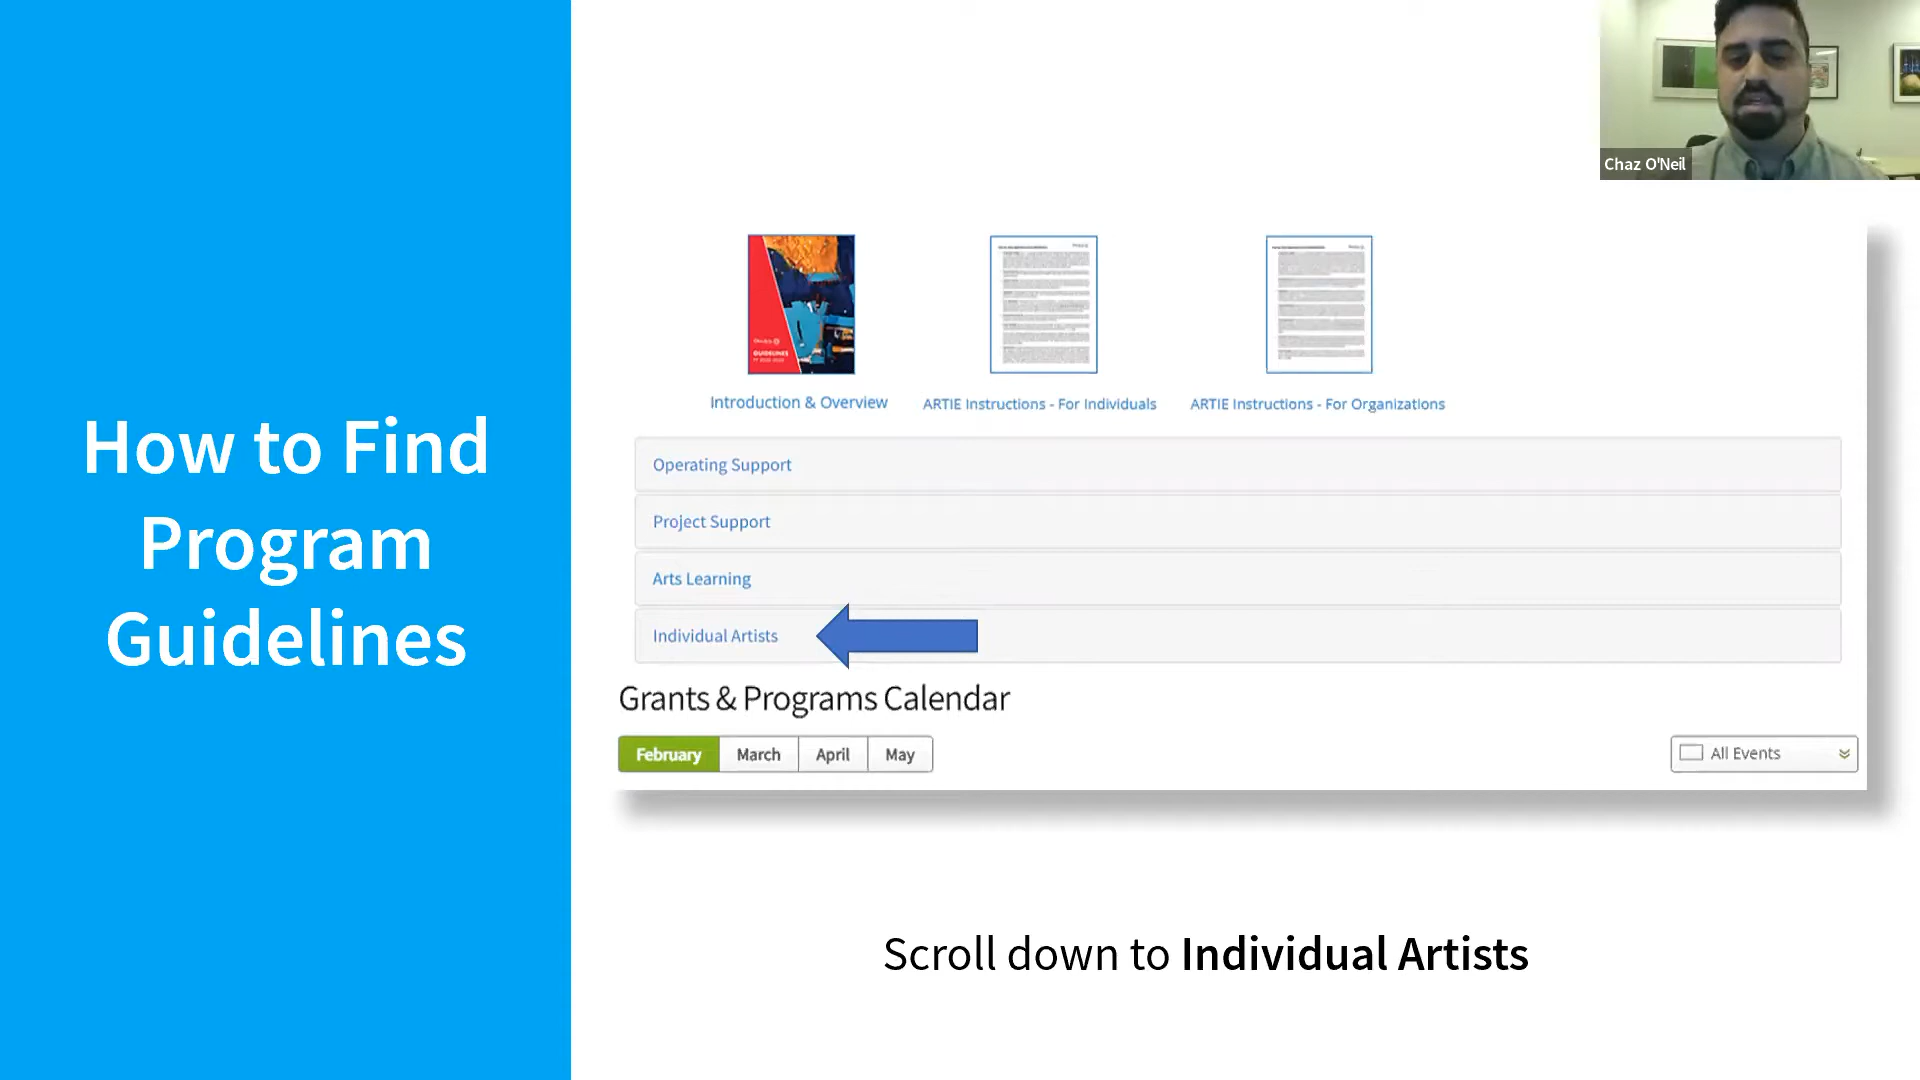 How to Find
Program
Guidelines
Chaz O'Neil
GUIDELINES
Introduction & Overview
ARTIE Instructions - For Individuals
ARTIE Instructions - For Organizations
Operating Support
Project Support
Arts Learning
Individual Artists
Grants & Programs Calendar
February
March
April
May
All Events
Scroll down to Individual Artists